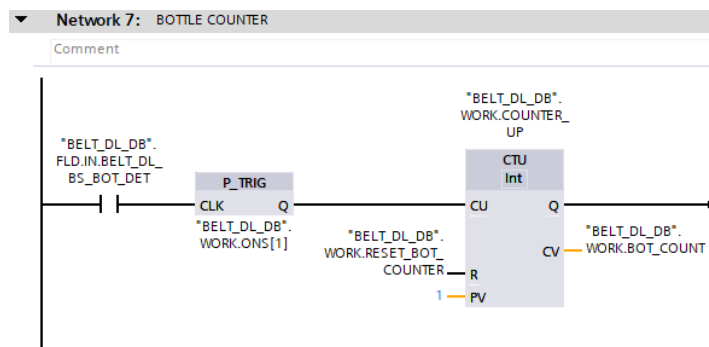 Network 7: BOTTLE COUNTER
Comment
"BELT_DL_DB".
WORK.COUNTER_
UP
"BELT_DL_DB".
FLD.IN.BELT_DL_
BS_BOT_DET
P_TRIG
CLK Q
"BELT_DL_DB".
WORK.ONS[1]
CTU
Int
CU Q
"BELT_DL_DB".
WORK.RESET_BOT_
COUNTER
R
1
PV
CV
"BELT_DL_DB".
WORK.BOT_COUNT